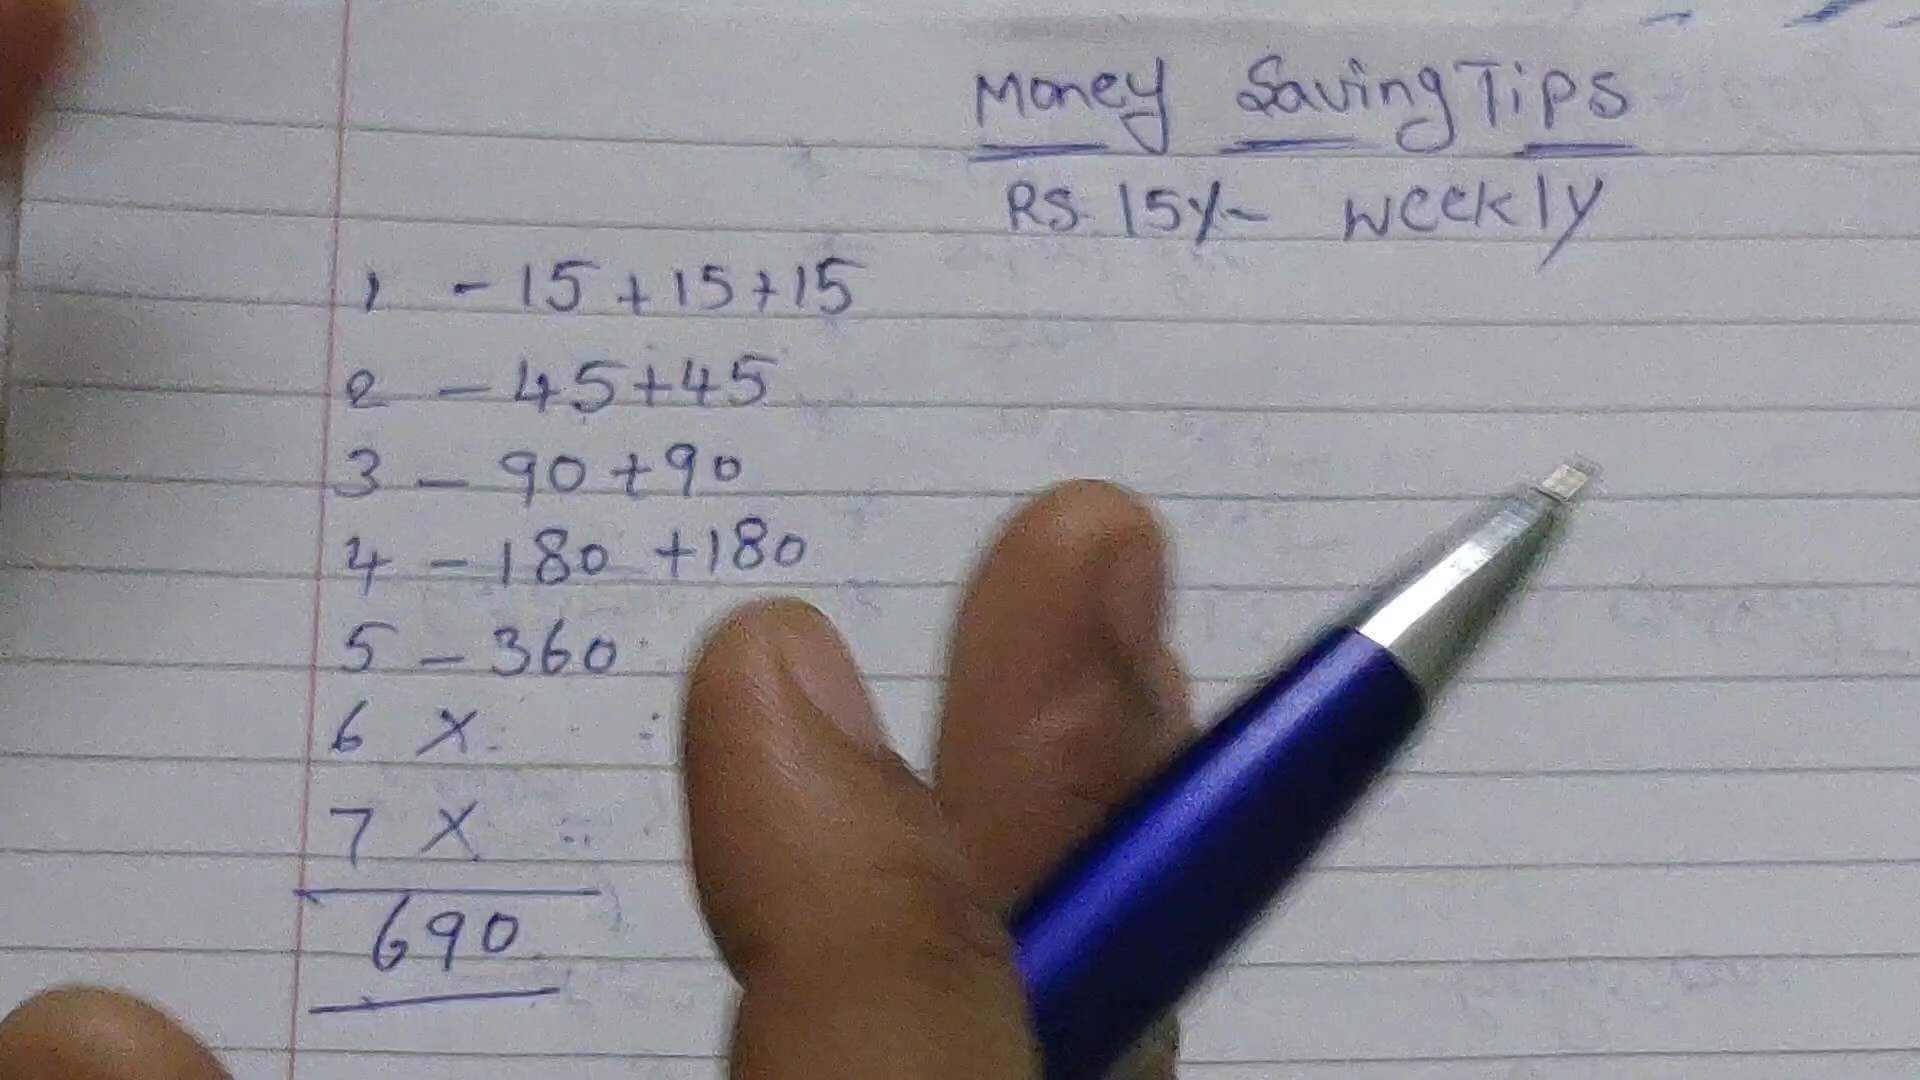 Money Saving Tips
RS. 15/- weekly
1 - 15 + 15 + 15
2 - 45 + 45
3 - 90 + 90
4 - 180 + 180
5 - 360
6 X
7 X
690